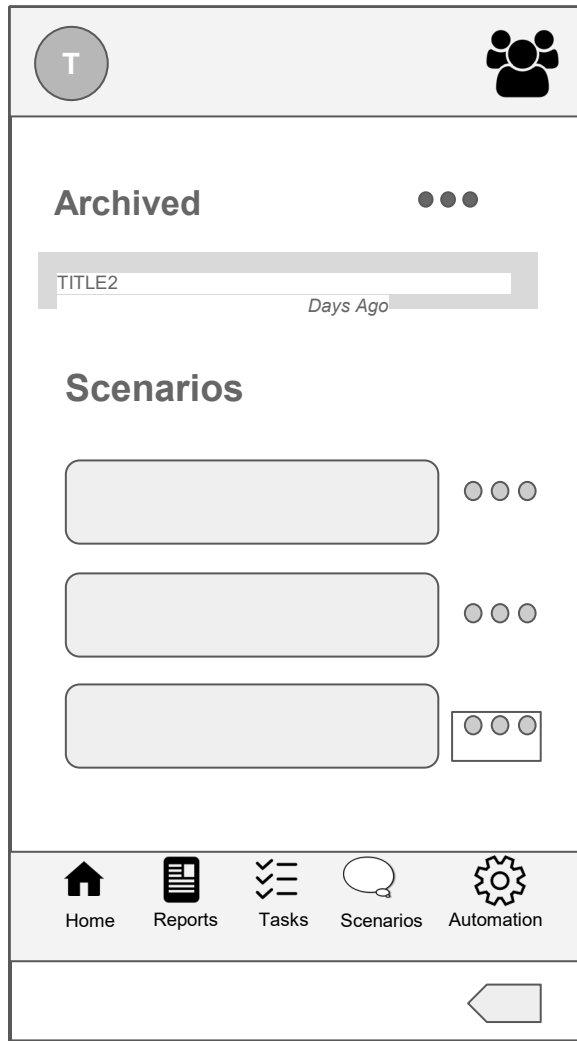 T
Archived
TITLE2
Days Ago
Scenarios
Home Reports Tasks Scenarios Automation